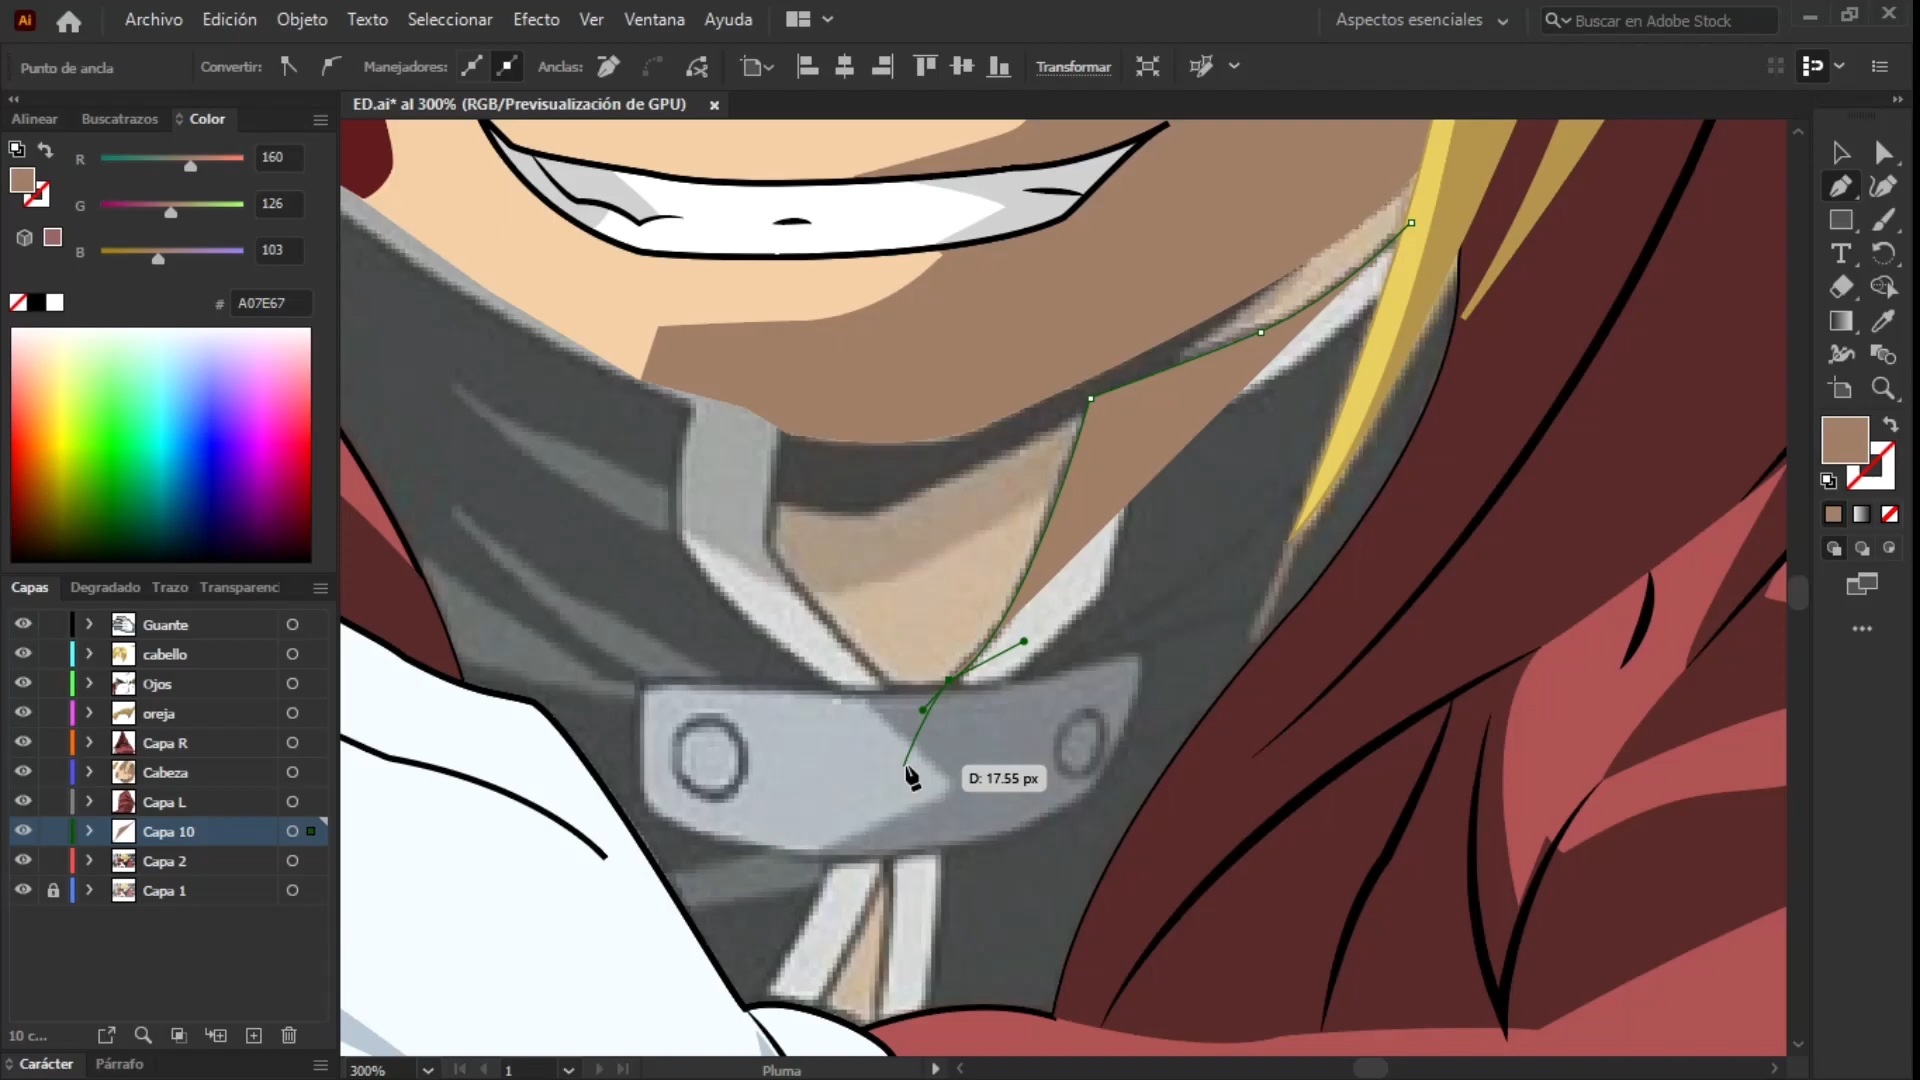 Ai
Archivo Edición Objeto Texto Seleccionar Efecto Ver Ventana Ayuda
Aspectos esenciales
Buscar en Adobe Stock
Punto de ancla
Convertir:
Manejadores:
Anclas:
Transformar
ED.ai* al 300% (RGB/Previsualización de GPU)
Alinear Buscatrazos Color
R 160
G 126
B 103
# A07E67
Capas Degradado Trazo Transparenc
Guante
cabello
Ojos
oreja
Capa R
Cabeza
Capa L
Capa 10
Capa 2
Capa 1
10 c...
Carácter Párrafo
D: 17.55 px
300%
1
Pluma